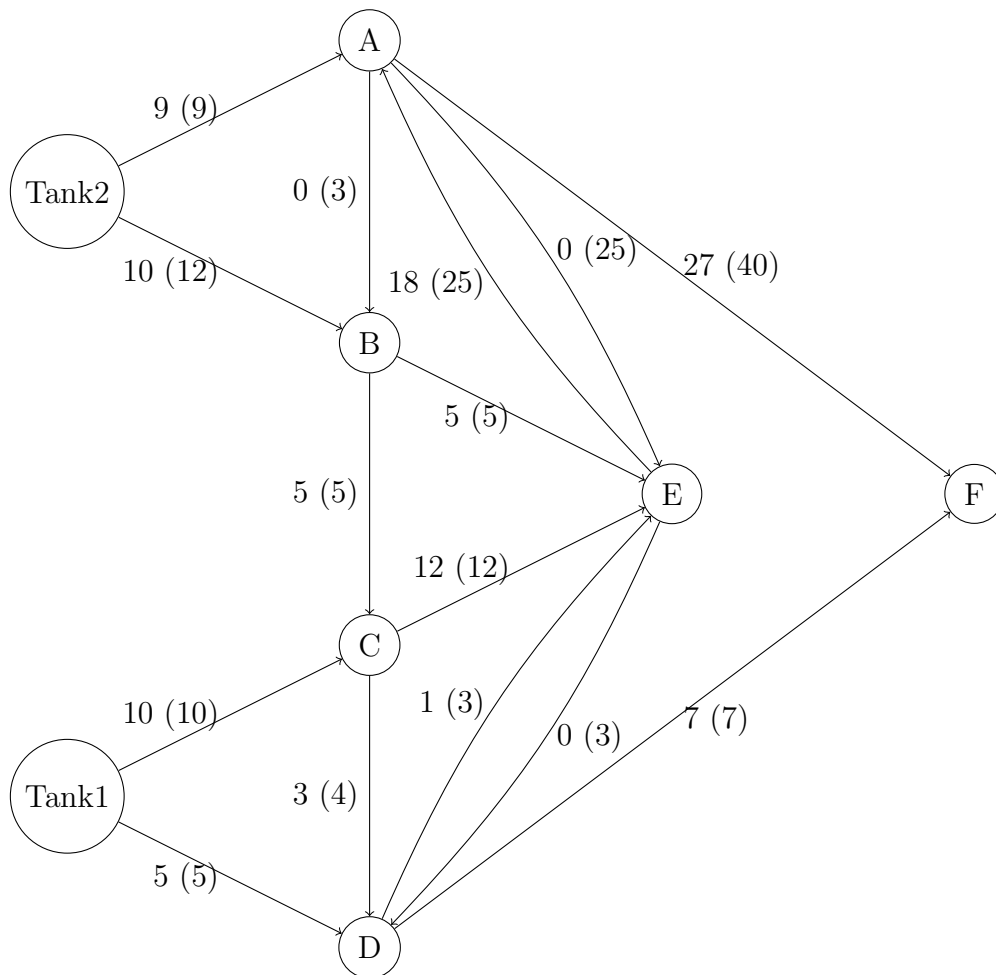 A
9 (9)
Tank2
0 (3)
0 (25)
27 (40)
10 (12)
18 (25)
B
5 (5)
5 (5)
E
F
12 (12)
C
1 (3)
10 (10)
7 (7)
0 (3)
Tank1
3 (4)
5 (5)
D